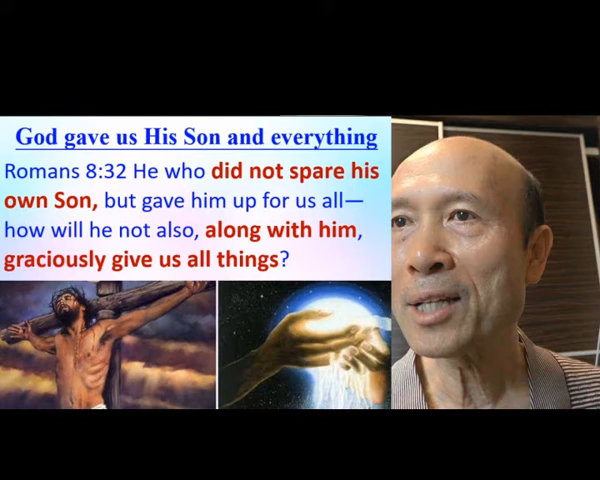 God gave us His Son and everything
Romans 8:32 He who did not spare his
own Son, but gave him up for us all—
how will he not also, along with him,
graciously give us all things?